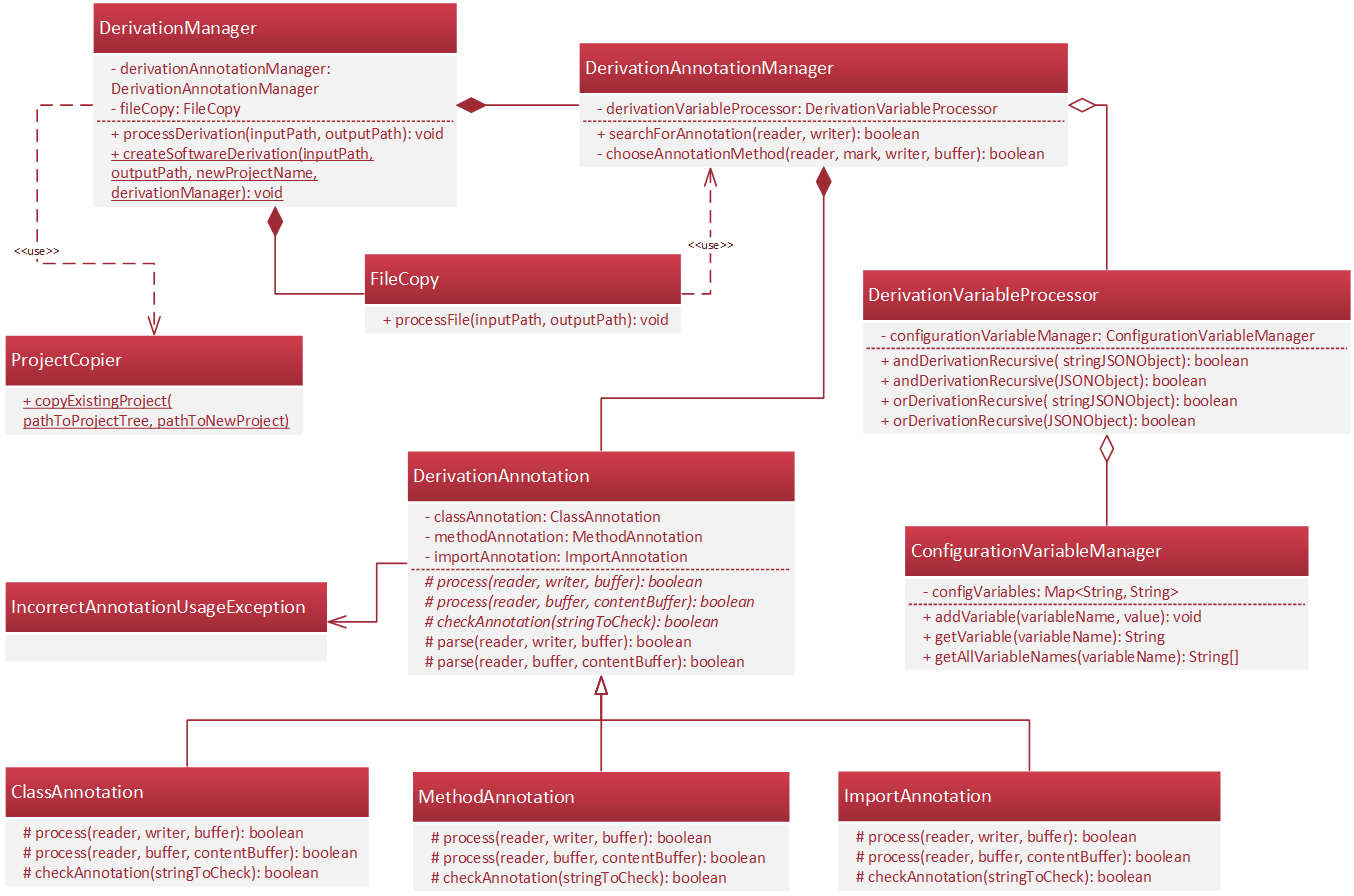 DerivationManager
- derivationAnnotationManager:
DerivationAnnotationManager
- fileCopy: FileCopy
+ processDerivation(inputPath, outputPath): void
+ createSoftwareDerivation(inputPath,
outputPath, newProjectName,
derivationManager): void
DerivationAnnotationManager
- derivationVariableProcessor: DerivationVariableProcessor
+ searchForAnnotation(reader, writer): boolean
- chooseAnnotationMethod(reader, mark, writer, buffer): boolean
<<use>>
<<use>>
FileCopy
+ processFile(inputPath, outputPath): void
DerivationVariableProcessor
- configurationVariableManager: ConfigurationVariableManager
+ andDerivationRecursive( stringJSONObject): boolean
+ andDerivationRecursive(JSONObject): boolean
+ orDerivationRecursive( stringJSONObject): boolean
+ orDerivationRecursive(JSONObject): boolean
ProjectCopier
+ copyExistingProject(
pathToProjectTree, pathToNewProject)
DerivationAnnotation
- classAnnotation: ClassAnnotation
- methodAnnotation: MethodAnnotation
- importAnnotation: ImportAnnotation
# process(reader, writer, buffer): boolean
# process(reader, buffer, contentBuffer): boolean
# checkAnnotation(stringToCheck): boolean
# parse(reader, writer, buffer): boolean
# parse(reader, buffer, contentBuffer): boolean
ConfigurationVariableManager
- configVariables: Map<String, String>
+ addVariable(variableName, value): void
+ getVariable(variableName): String
+ getAllVariableNames(variableName): String[]
IncorrectAnnotationUsageException
ClassAnnotation
# process(reader, writer, buffer): boolean
# process(reader, buffer, contentBuffer): boolean
# checkAnnotation(stringToCheck): boolean
MethodAnnotation
# process(reader, writer, buffer): boolean
# process(reader, buffer, contentBuffer): boolean
# checkAnnotation(stringToCheck): boolean
ImportAnnotation
# process(reader, writer, buffer): boolean
# process(reader, buffer, contentBuffer): boolean
# checkAnnotation(stringToCheck): boolean